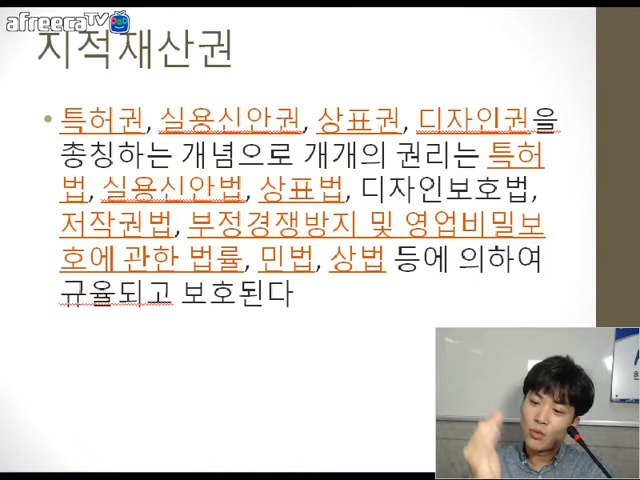 afreecaTV
지적재산권
• 특허권, 실용신안권, 상표권, 디자인권을
총칭하는 개념으로 개개의 권리는 특허
법, 실용신안법, 상표법, 디자인보호법,
저작권법, 부정경쟁방지 및 영업비밀보
호에 관한 법률, 민법, 상법 등에 의하여
규율되고 보호된다